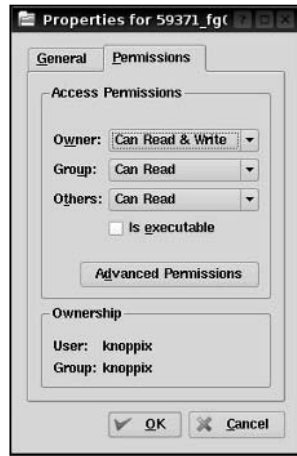 Properties for 59371_fg(
General Permissions
Access Permissions
Owner: Can Read & Write
Group: Can Read
Others: Can Read
Is executable
Advanced Permissions
Ownership
User: knoppix
Group: knoppix
OK Cancel